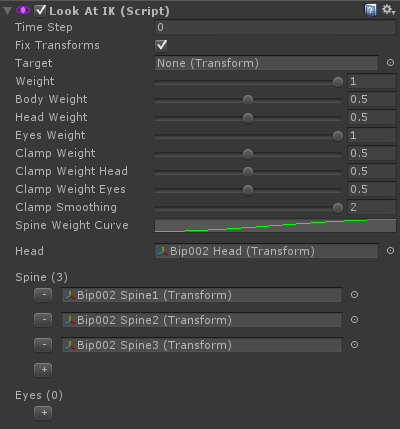 Look At IK (Script)
Time Step 0
Fix Transforms
Target None (Transform)
Weight 1
Body Weight 0.5
Head Weight 0.5
Eyes Weight 1
Clamp Weight 0.5
Clamp Weight Head 0.5
Clamp Weight Eyes 0.5
Clamp Smoothing 2
Spine Weight Curve
Head Bip002 Head (Transform)
Spine (3)
- Bip002 Spine1 (Transform)
- Bip002 Spine2 (Transform)
- Bip002 Spine3 (Transform)
+
Eyes (0)
+